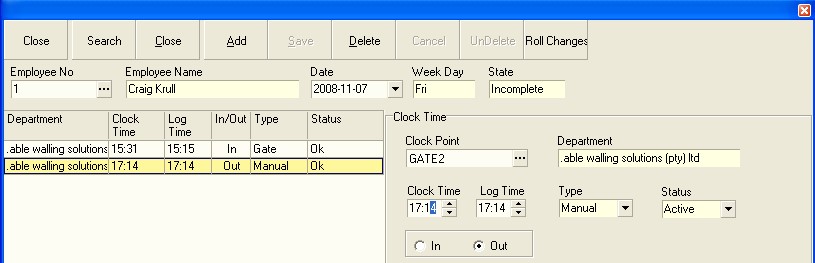 Close Search Close Add Save Delete Cancel UnDelete Roll Changes
Employee No Employee Name Date Week Day State
1 ... Craig Krull 2008-11-07 Fri Incomplete
Department Clock Time Log Time In/Out Type Status
.able walling solutions 15:31 15:15 In Gate Ok
.able walling solutions 17:14 17:14 Out Manual Ok
Clock Time
Clock Point Department
GATE2 ... .able walling solutions (pty) ltd
Clock Time Log Time Type Status
17:14 17:14 Manual Active
In Out